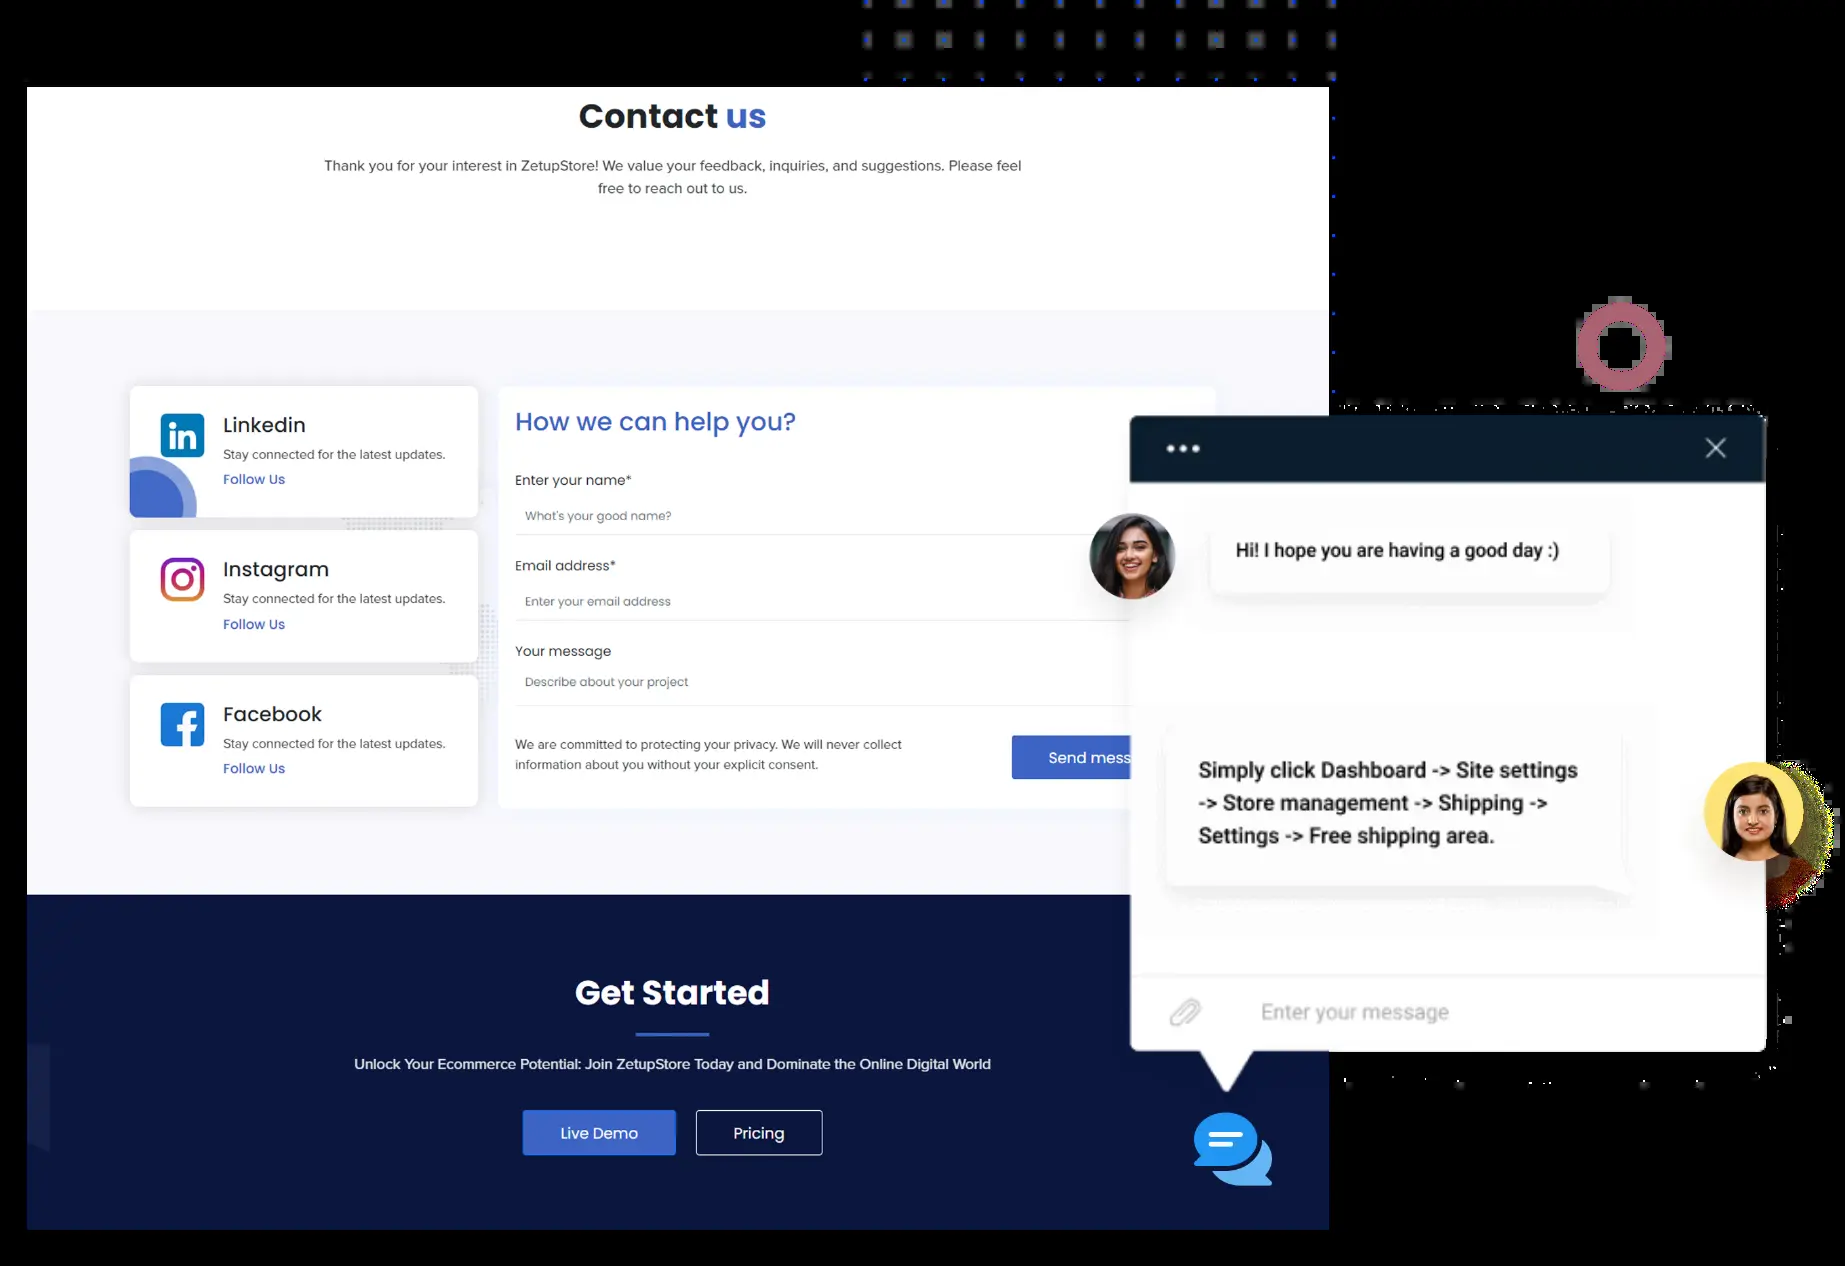 Contact us
Thank you for your interest in ZetupStore! We value your feedback, inquiries, and suggestions. Please feel
free to reach out to us.
in
Linkedin
Stay connected for the latest updates.
Follow Us
Instagram
Stay connected for the latest updates.
Follow Us
Facebook
Stay connected for the latest updates.
Follow Us
How we can help you?
Enter your name*
What's your good name?
Email address*
Enter your email address
Your message
Describe about your project
We are committed to protecting your privacy. We will never collect
information about you without your explicit consent.
Send mess
Hi! I hope you are having a good day :)
Simply click Dashboard -> Site settings
-> Store management -> Shipping ->
Settings -> Free shipping area.
Enter your message
Get Started
Unlock Your Ecommerce Potential: Join ZetupStore Today and Dominate the Online Digital World
Live Demo
Pricing